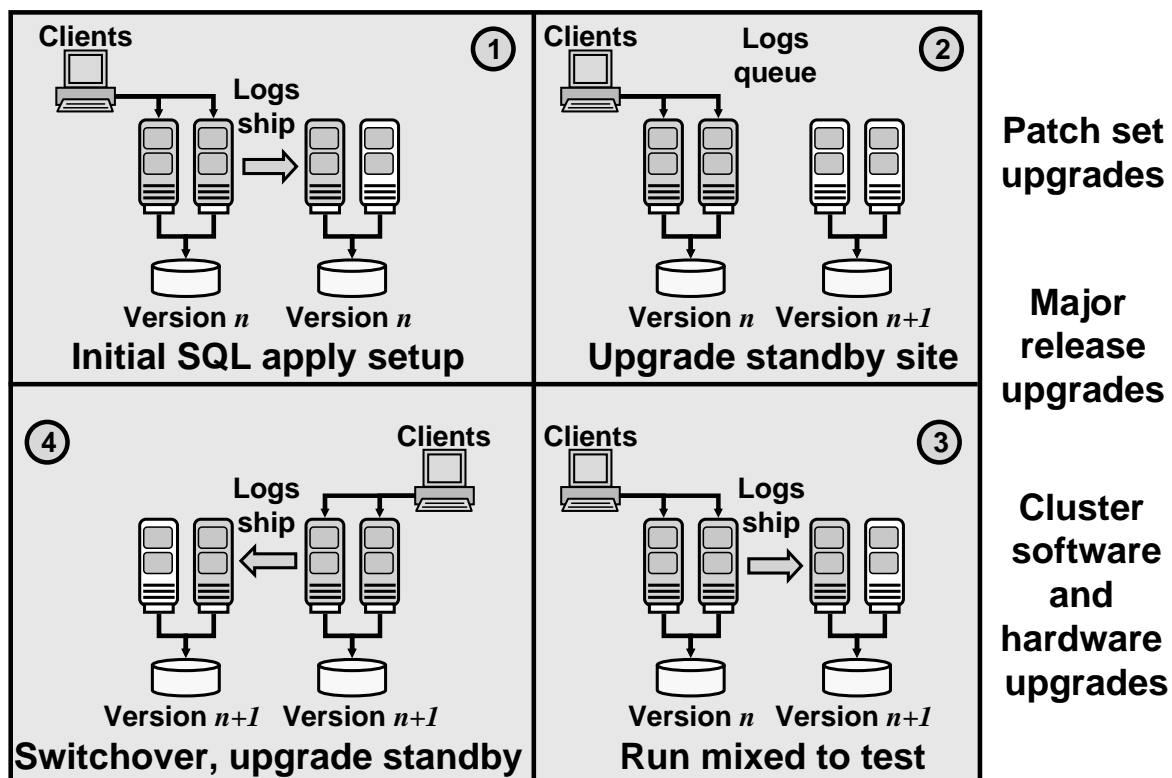 Clients
1
Logs
ship
Version n Version n
Initial SQL apply setup
Clients
Logs
queue
2
Version n Version n+1
Upgrade standby site
Clients
Logs
ship
3
Version n Version n+1
Run mixed to test
4
Clients
Logs
ship
Version n+1 Version n+1
Switchover, upgrade standby
Patch set
upgrades
Major
release
upgrades
Cluster
software
and
hardware
upgrades